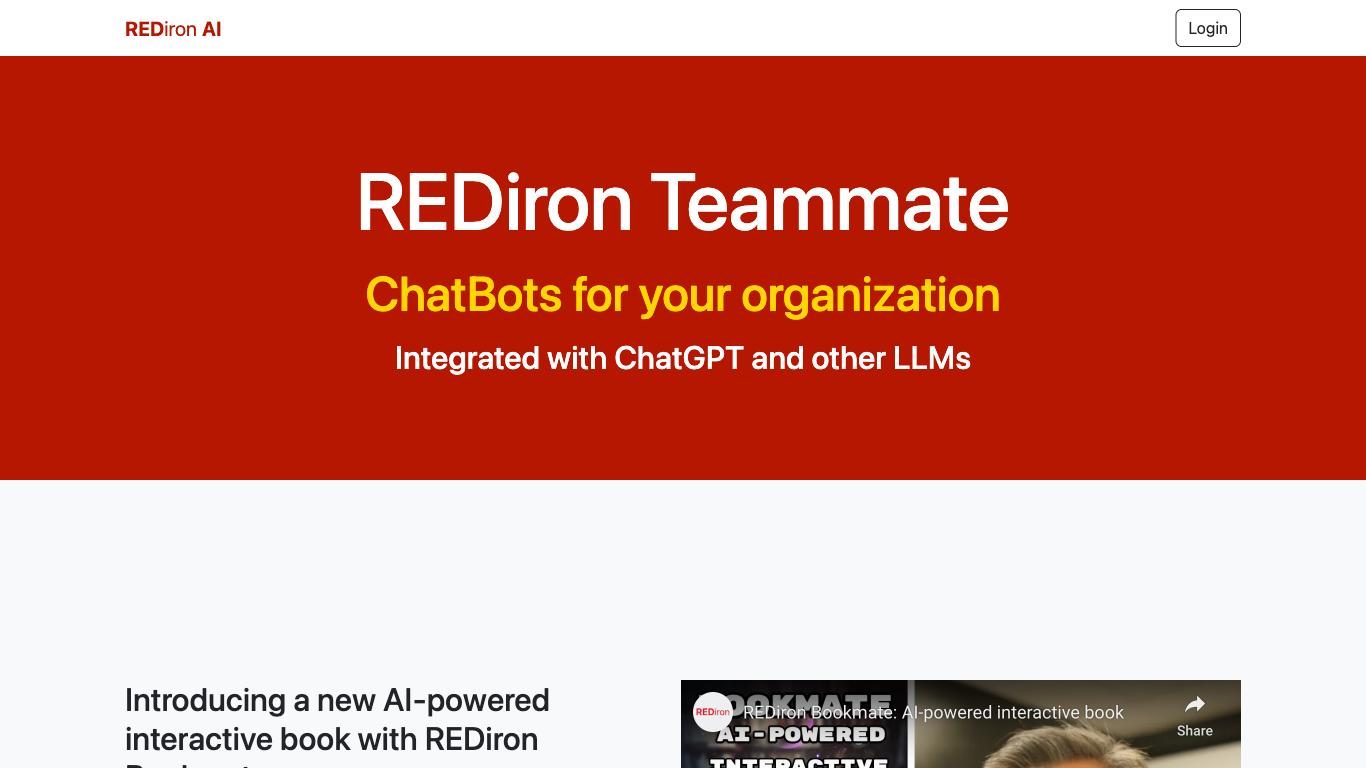 REDiron AI
Login
REDiron Teammate
ChatBots for your organization
Integrated with ChatGPT and other LLMs
Introducing a new AI-powered
interactive book with REDiron
BOOKMATE
REDiron
REDiron Bookmate: AI-powered interactive book
Share
AI-POWERED
INTERACTIVE